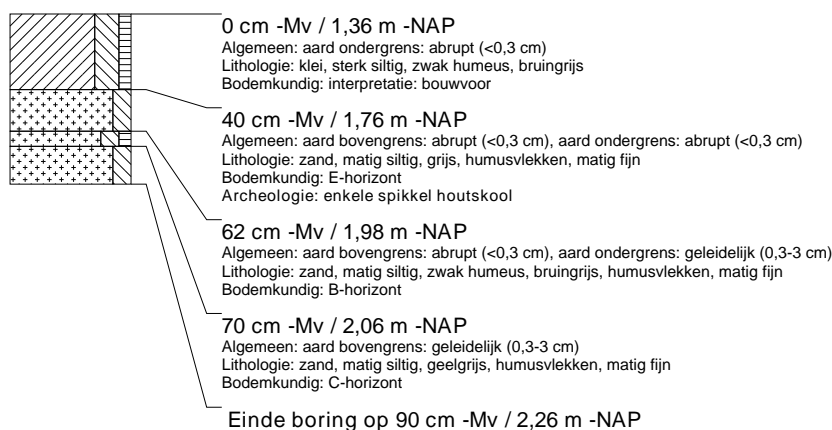 0 cm -Mv / 1,36 m -NAP
Algemeen: aard ondergrens: abrupt (<0,3 cm)
Lithologie: klei, sterk siltig, zwak humeus, bruingrijs
Bodemkundig: interpretatie: bouwvoor
40 cm -Mv / 1,76 m -NAP
Algemeen: aard bovengrens: abrupt (<0,3 cm), aard ondergrens: abrupt (<0,3 cm)
Lithologie: zand, matig siltig, grijs, humusvlekken, matig fijn
Bodemkundig: E-horizont
Archeologie: enkele spikkel houtskool
62 cm -Mv / 1,98 m -NAP
Algemeen: aard bovengrens: abrupt (<0,3 cm), aard ondergrens: geleidelijk (0,3-3 cm)
Lithologie: zand, matig siltig, zwak humeus, bruingrijs, humusvlekken, matig fijn
Bodemkundig: B-horizont
70 cm -Mv / 2,06 m -NAP
Algemeen: aard bovengrens: geleidelijk (0,3-3 cm)
Lithologie: zand, matig siltig, geelgrijs, humusvlekken, matig fijn
Bodemkundig: C-horizont
Einde boring op 90 cm -Mv / 2,26 m -NAP